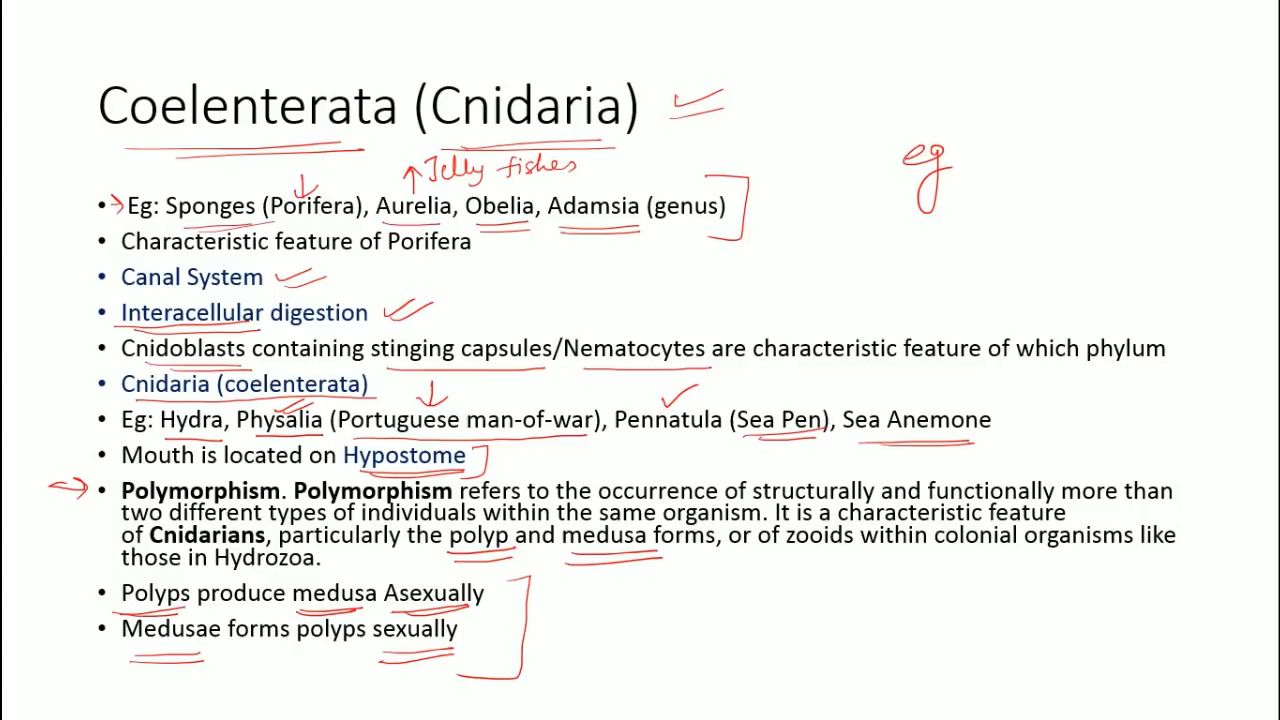 Coelenterata (Cnidaria)
Jelly fishes
eg
• Eg: Sponges (Porifera), Aurelia, Obelia, Adamsia (genus)
• Characteristic feature of Porifera
• Canal System
• Interacellular digestion
• Cnidoblasts containing stinging capsules/Nematocytes are characteristic feature of which phylum
• Cnidaria (coelenterata)
• Eg: Hydra, Physalia (Portuguese man-of-war), Pennatula (Sea Pen), Sea Anemone
• Mouth is located on Hypostome
• Polymorphism. Polymorphism refers to the occurrence of structurally and functionally more than
two different types of individuals within the same organism. It is a characteristic feature
of Cnidarians, particularly the polyp and medusa forms, or of zooids within colonial organisms like
those in Hydrozoa.
• Polyps produce medusa Asexually
• Medusae forms polyps sexually